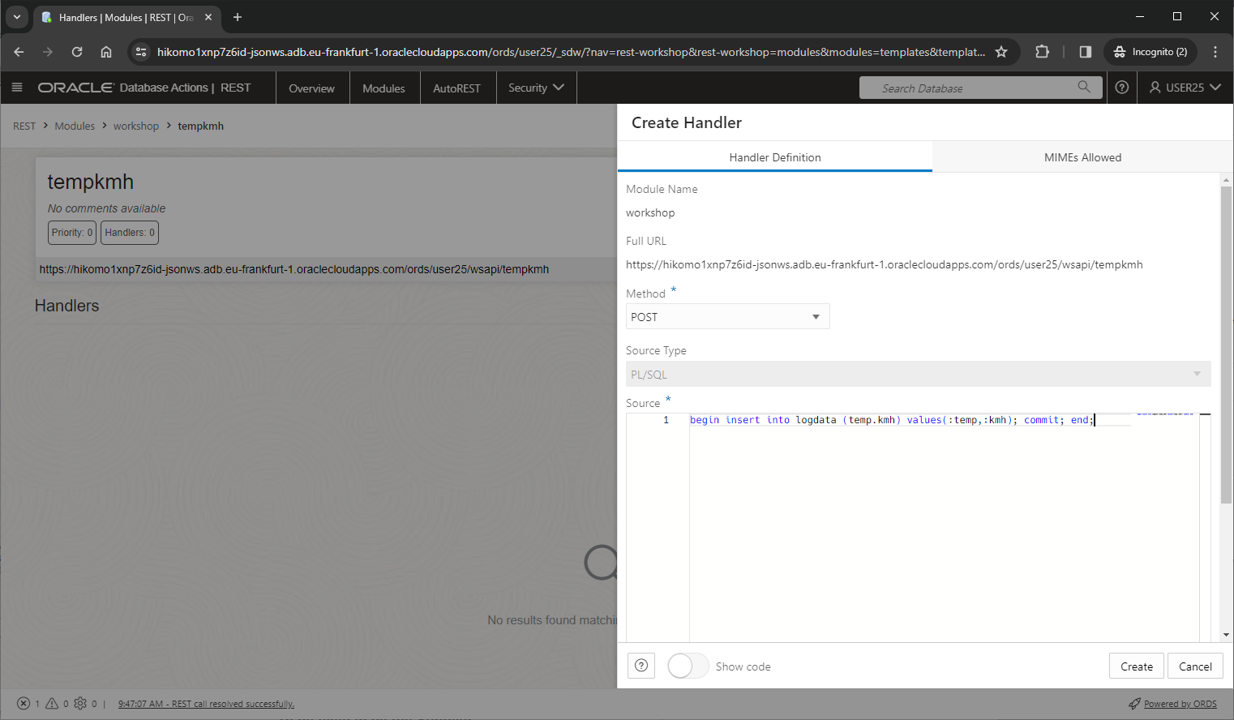 Handlers | Modules | REST | Ora
hikomo1xnp7z6id-jsonws.adb.eu-frankfurt-1.oraclecloudapps.com/ords/user25/_sdw/?nav=rest-workshop&rest-workshop=modules&modules=templates&templat...
Incognito (2)
ORACLE Database Actions | REST
Overview
Modules
AutoREST
Security
Search Database
USER25
REST > Modules > workshop > tempkmh
tempkmh
No comments available
Priority: 0
Handlers: 0
https://hikomo1xnp7z6id-jsonws.adb.eu-frankfurt-1.oraclecloudapps.com/ords/user25/wsapi/tempkmh
Handlers
No results found matchin
Create Handler
Handler Definition
MIMEs Allowed
Module Name
workshop
Full URL
https://hikomo1xnp7z6id-jsonws.adb.eu-frankfurt-1.oraclecloudapps.com/ords/user25/wsapi/tempkmh
Method *
POST
Source Type
PL/SQL
Source *
1 begin insert into logdata (temp.kmh) values(:temp,:kmh); commit; end;
Show code
Create
Cancel
1 0 0 | 9:47:07 AM - REST call resolved successfully.
Powered by ORDS